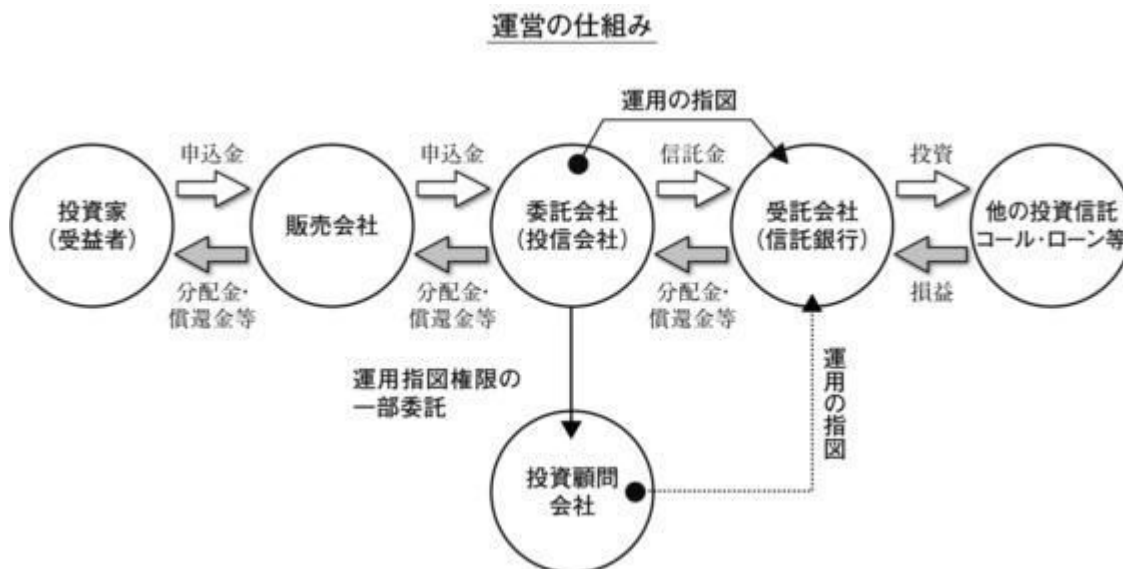 運営の仕組み
運用の指図
申込金
申込金
信託金
投資
投資家
(受益者)
販売会社
委託会社
(投信会社)
受託会社
(信託銀行)
他の投資信託
コール・ローン等
分配金・
償還金等
分配金・
償還金等
分配金・
償還金等
損益
運用指図権限の
一部委託
運用の指図
投資顧問
会社